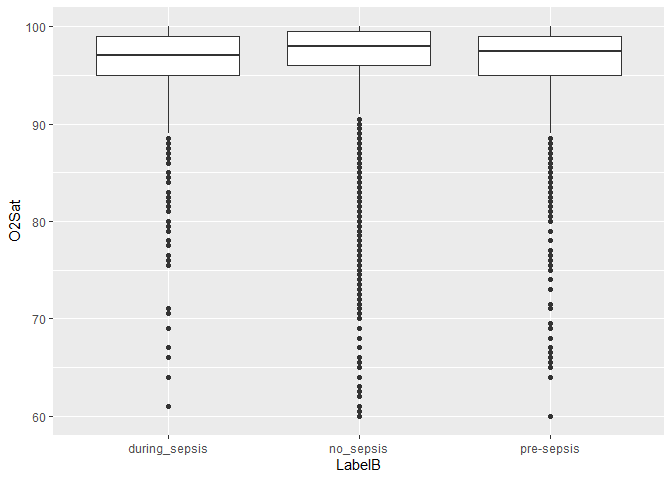 100
90
80
70
60
O2Sat
during_sepsis
no_sepsis
pre-sepsis
LabelB